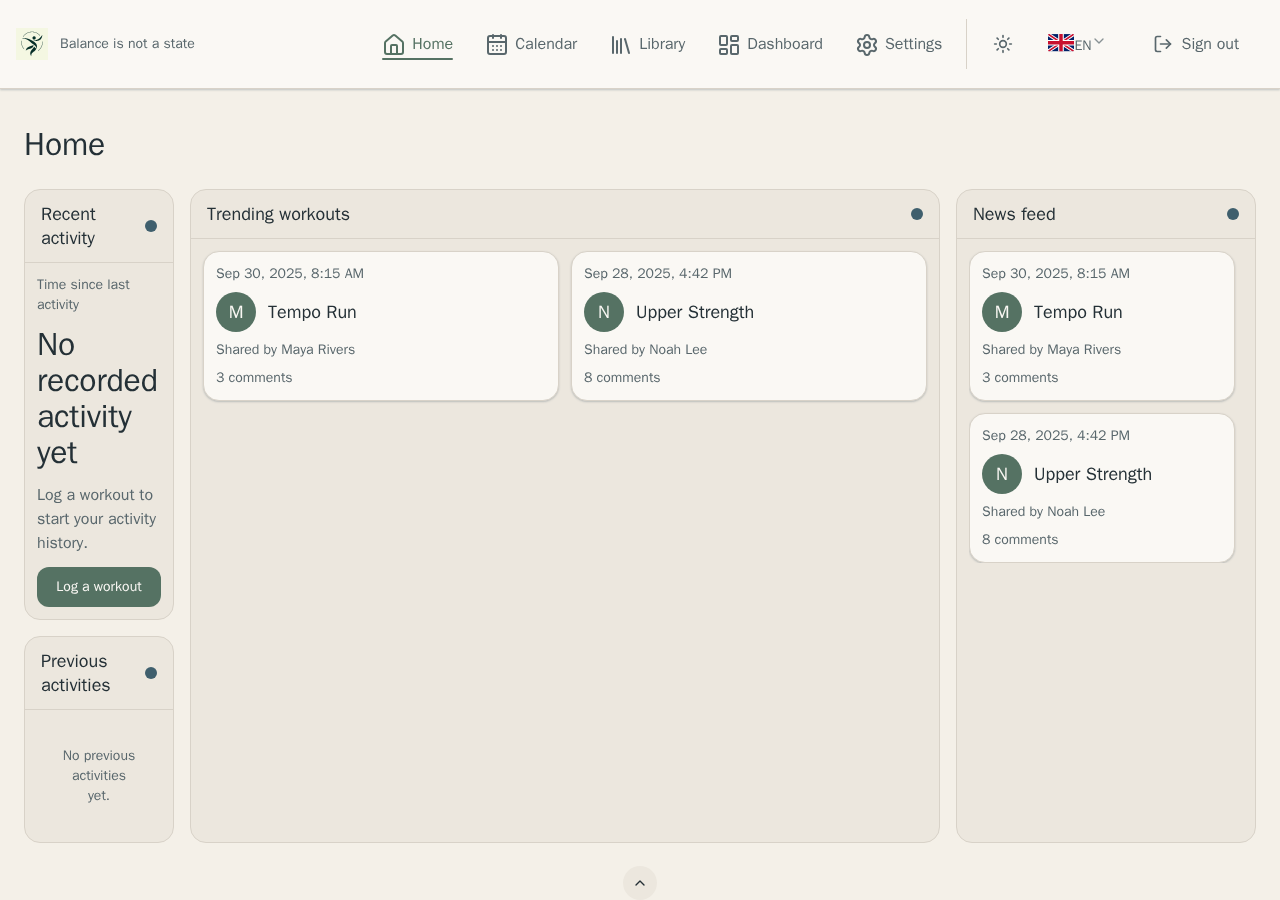 Balance is not a state
Home
Calendar
Library
Dashboard
Settings
EN
Sign out
Home
Recent
activity
Time since last
activity
No
recorded
activity
yet
Log a workout to
start your activity
history.
Log a workout
Previous
activities
No previous
activities
yet.
Trending workouts
Sep 30, 2025, 8:15 AM
M
Tempo Run
Shared by Maya Rivers
3 comments
Sep 28, 2025, 4:42 PM
N
Upper Strength
Shared by Noah Lee
8 comments
News feed
Sep 30, 2025, 8:15 AM
M
Tempo Run
Shared by Maya Rivers
3 comments
Sep 28, 2025, 4:42 PM
N
Upper Strength
Shared by Noah Lee
8 comments